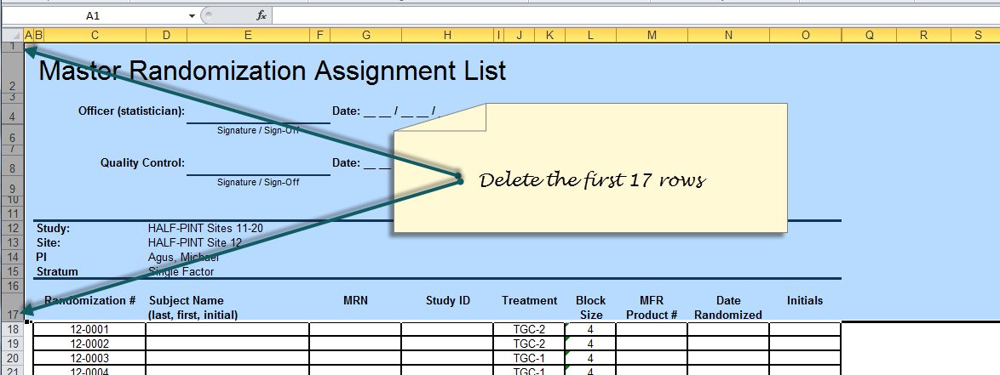 A1
fx
A B C D E F G H I J K L M N O Q R S
1
Master Randomization Assignment List
2
3
4 Officer (statistician): Date: __ __ / __ __ /
6 Signature / Sign-Off
7
8 Quality Control: Date: __ __
9 Signature / Sign-Off
10
11
Delete the first 17 rows
12 Study: HALF-PINT Sites 11-20
13 Site: HALF-PINT Site 12
14 PI Agus, Michael
15 Stratum Single Factor
16
Randomization # Subject Name MRN Study ID Treatment Block MFR Date Initials
17 (last, first, initial) Size Product # Randomized
18 12-0001 TGC-2 4
19 12-0002 TGC-2 4
20 12-0003 TGC-1 4
21 12-0004 TGC-1 4